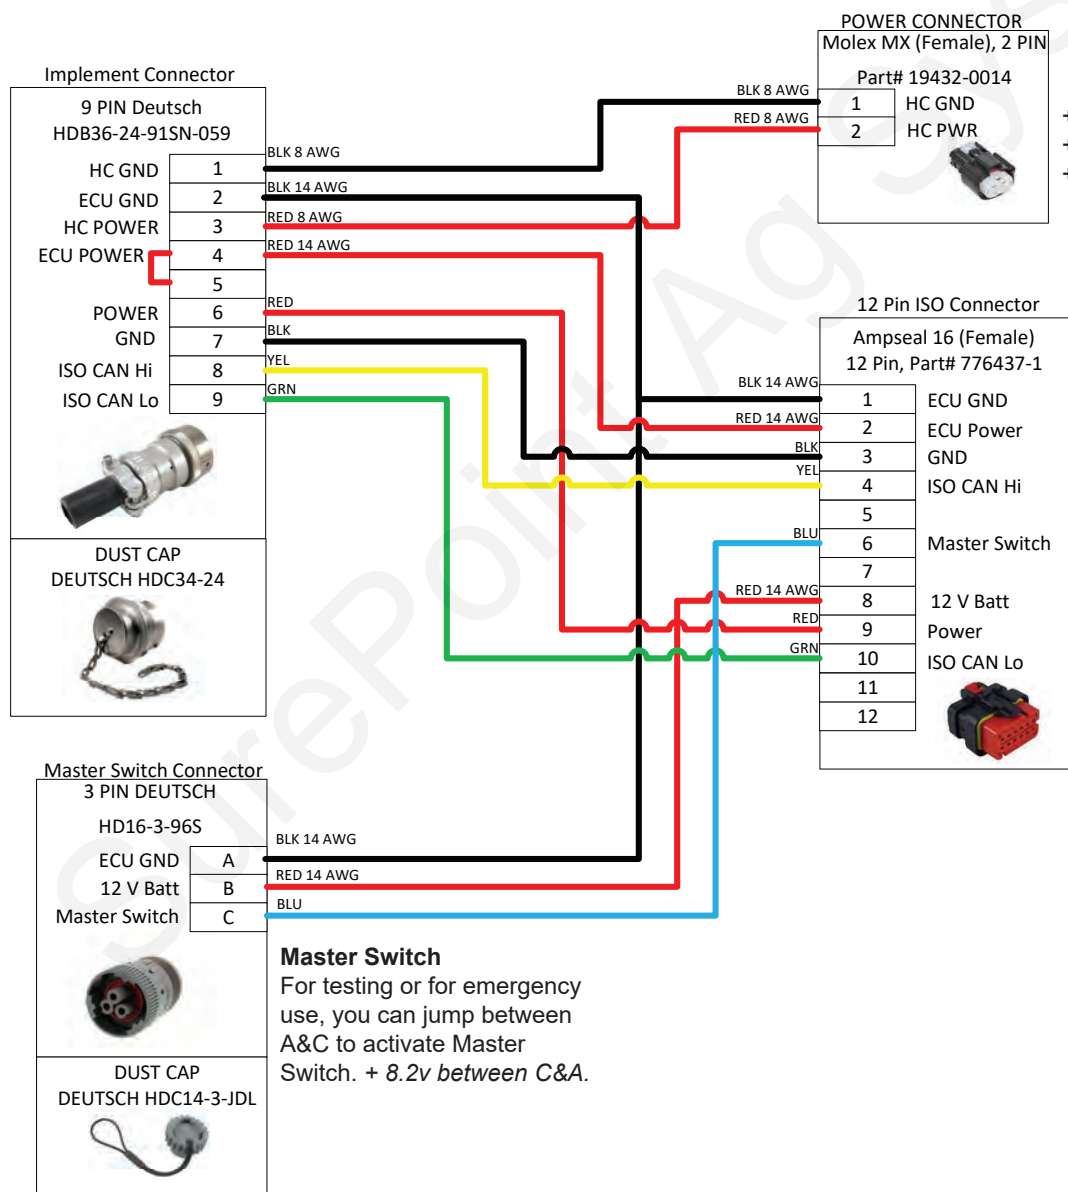 POWER CONNECTOR
Molex MX (Female), 2 PIN
Part# 19432-0014
BLK 8 AWG
1 HC GND
RED 8 AWG
2 HC PWR
+
+
+
Implement Connector
9 PIN Deutsch
HDB36-24-91SN-059
HC GND 1 BLK 8 AWG
ECU GND 2 BLK 14 AWG
HC POWER 3 RED 8 AWG
ECU POWER 4 RED 14 AWG
5
POWER 6 RED
GND 7 BLK
ISO CAN Hi 8 YEL
ISO CAN Lo 9 GRN
DUST CAP
DEUTSCH HDC34-24
12 Pin ISO Connector
Ampseal 16 (Female)
12 Pin, Part# 776437-1
BLK 14 AWG 1 ECU GND
RED 14 AWG 2 ECU Power
BLK 3 GND
YEL 4 ISO CAN Hi
5
BLU 6 Master Switch
7
RED 14 AWG 8 12 V Batt
RED 9 Power
GRN 10 ISO CAN Lo
11
12
Master Switch Connector
3 PIN DEUTSCH
HD16-3-96S
ECU GND A BLK 14 AWG
12 V Batt B RED 14 AWG
Master Switch C BLU
DUST CAP
DEUTSCH HDC14-3-JDL
Master Switch
For testing or for emergency
use, you can jump between
A&C to activate Master
Switch. + 8.2v between C&A.
SurePoint Ag Sys